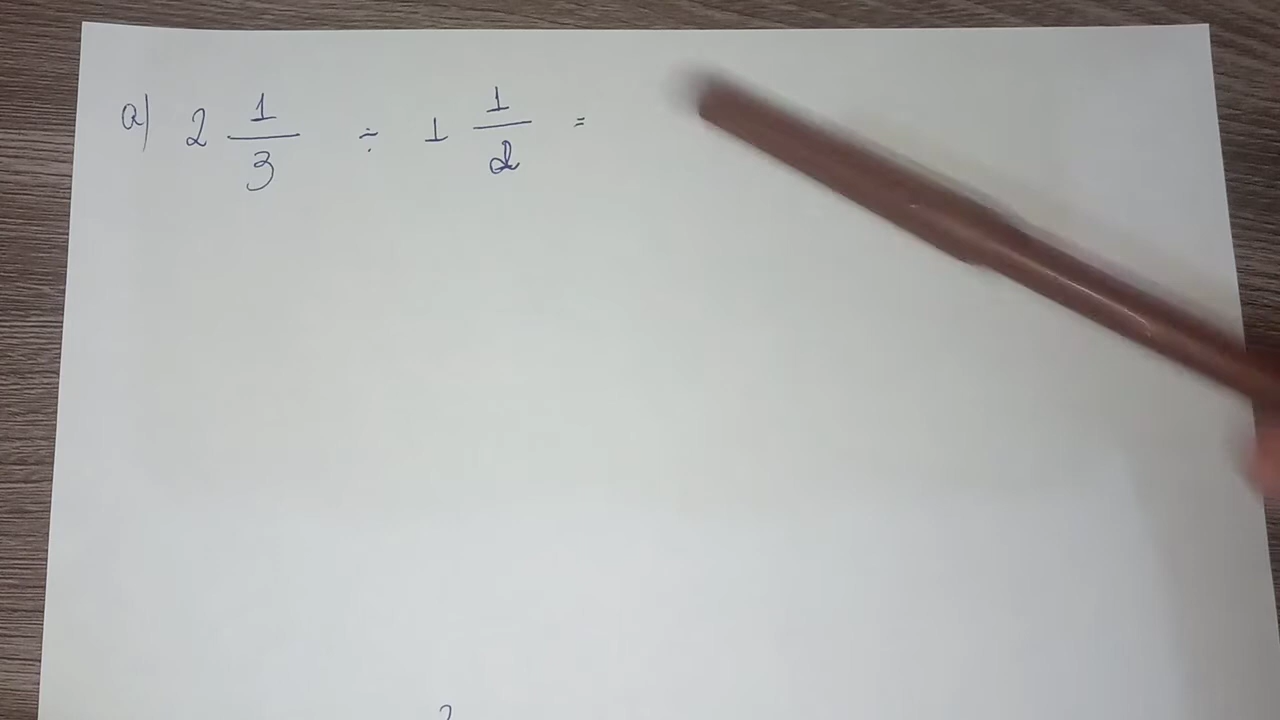 a) 2 1/3 ÷ 1 1/2 =